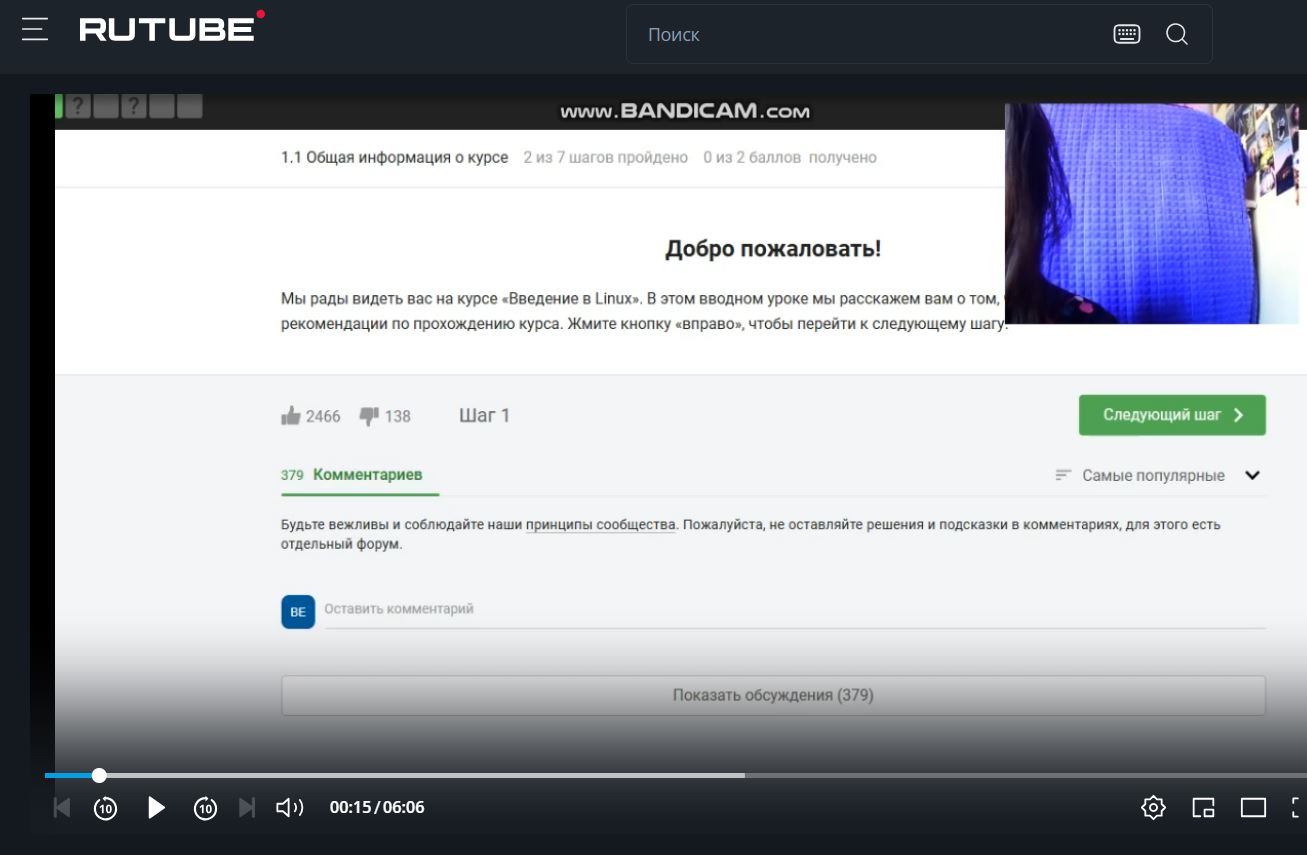 RUTUBE
Поиск
? ?
www.BANDICAM.com
1.1 Общая информация о курсе 2 из 7 шагов пройдено 0 из 2 баллов получено
Добро пожаловать!
Мы рады видеть вас на курсе «Введение в Linux». В этом вводном уроке мы расскажем вам о том,
рекомендации по прохождению курса. Жмите кнопку «вправо», чтобы перейти к следующему шагу.
2466 138 Шаг 1
Следующий шаг
379 Комментариев
Самые популярные
Будьте вежливы и соблюдайте наши принципы сообщества. Пожалуйста, не оставляйте решения и подсказки в комментариях, для этого есть
отдельный форум.
BE Оставить комментарий
Показать обсуждения (379)
10 10 00:15/06:06